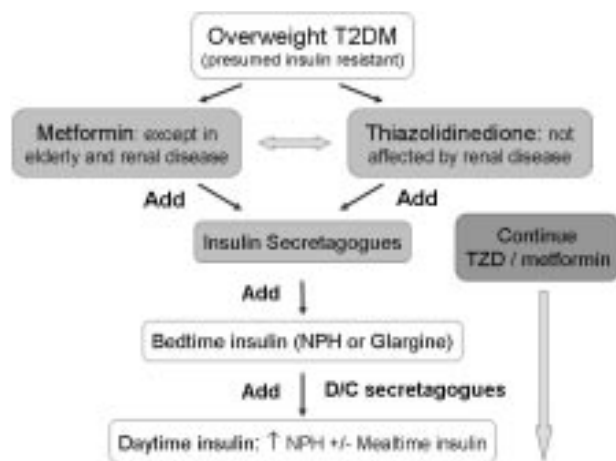 Overweight T2DM
(presumed insulin resistant)
Metformin: except in
elderly and renal disease
Thiazolidinedione: not
affected by renal disease
Add
Add
Insulin Secretagogues
Continue
TZD / metformin
Add
Bedtime insulin (NPH or Glargine)
Add
D/C secretagogues
Daytime insulin: ↑ NPH +/- Mealtime insulin